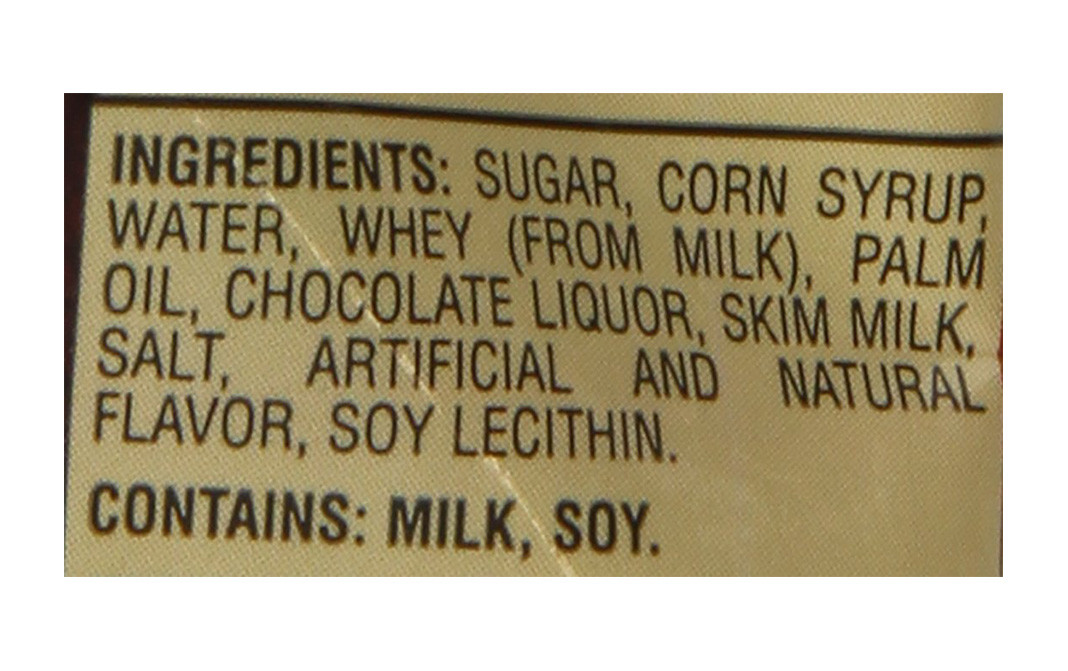 INGREDIENTS: SUGAR, CORN SYRUP,
WATER, WHEY (FROM MILK), PALM
OIL, CHOCOLATE LIQUOR, SKIM MILK,
SALT, ARTIFICIAL AND NATURAL
FLAVOR, SOY LECITHIN.
CONTAINS: MILK, SOY.